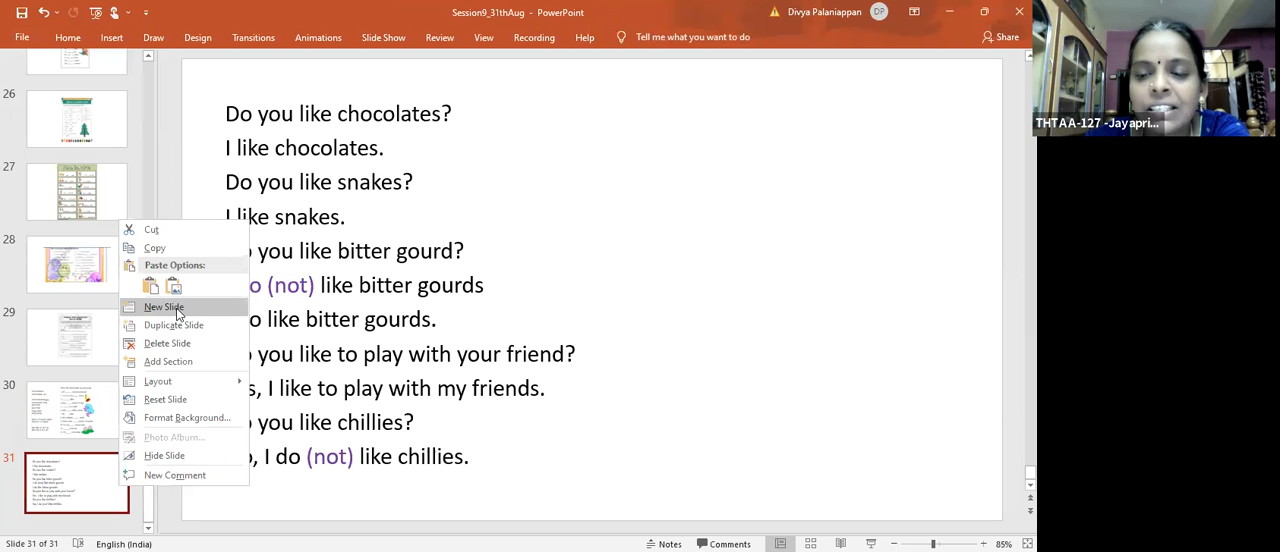 Session9_31thAug - PowerPoint
Divya Palaniappan DP
File Home Insert Draw Design Transitions Animations Slide Show Review View Recording Help Tell me what you want to do Share
THTAA-127 -Jayapri...
26
27
28
29
30
31
Cut
Copy
Paste Options:
New Slide
Duplicate Slide
Delete Slide
Add Section
Layout
Reset Slide
Format Background...
Photo Album...
Hide Slide
New Comment
Do you like chocolates?
I like chocolates.
Do you like snakes?
I like snakes.
you like bitter gourd?
(not) like bitter gourds
like bitter gourds.
you like to play with your friend?
I like to play with my friends.
you like chillies?
I do (not) like chillies.
Slide 31 of 31 English (India) Notes Comments 85%